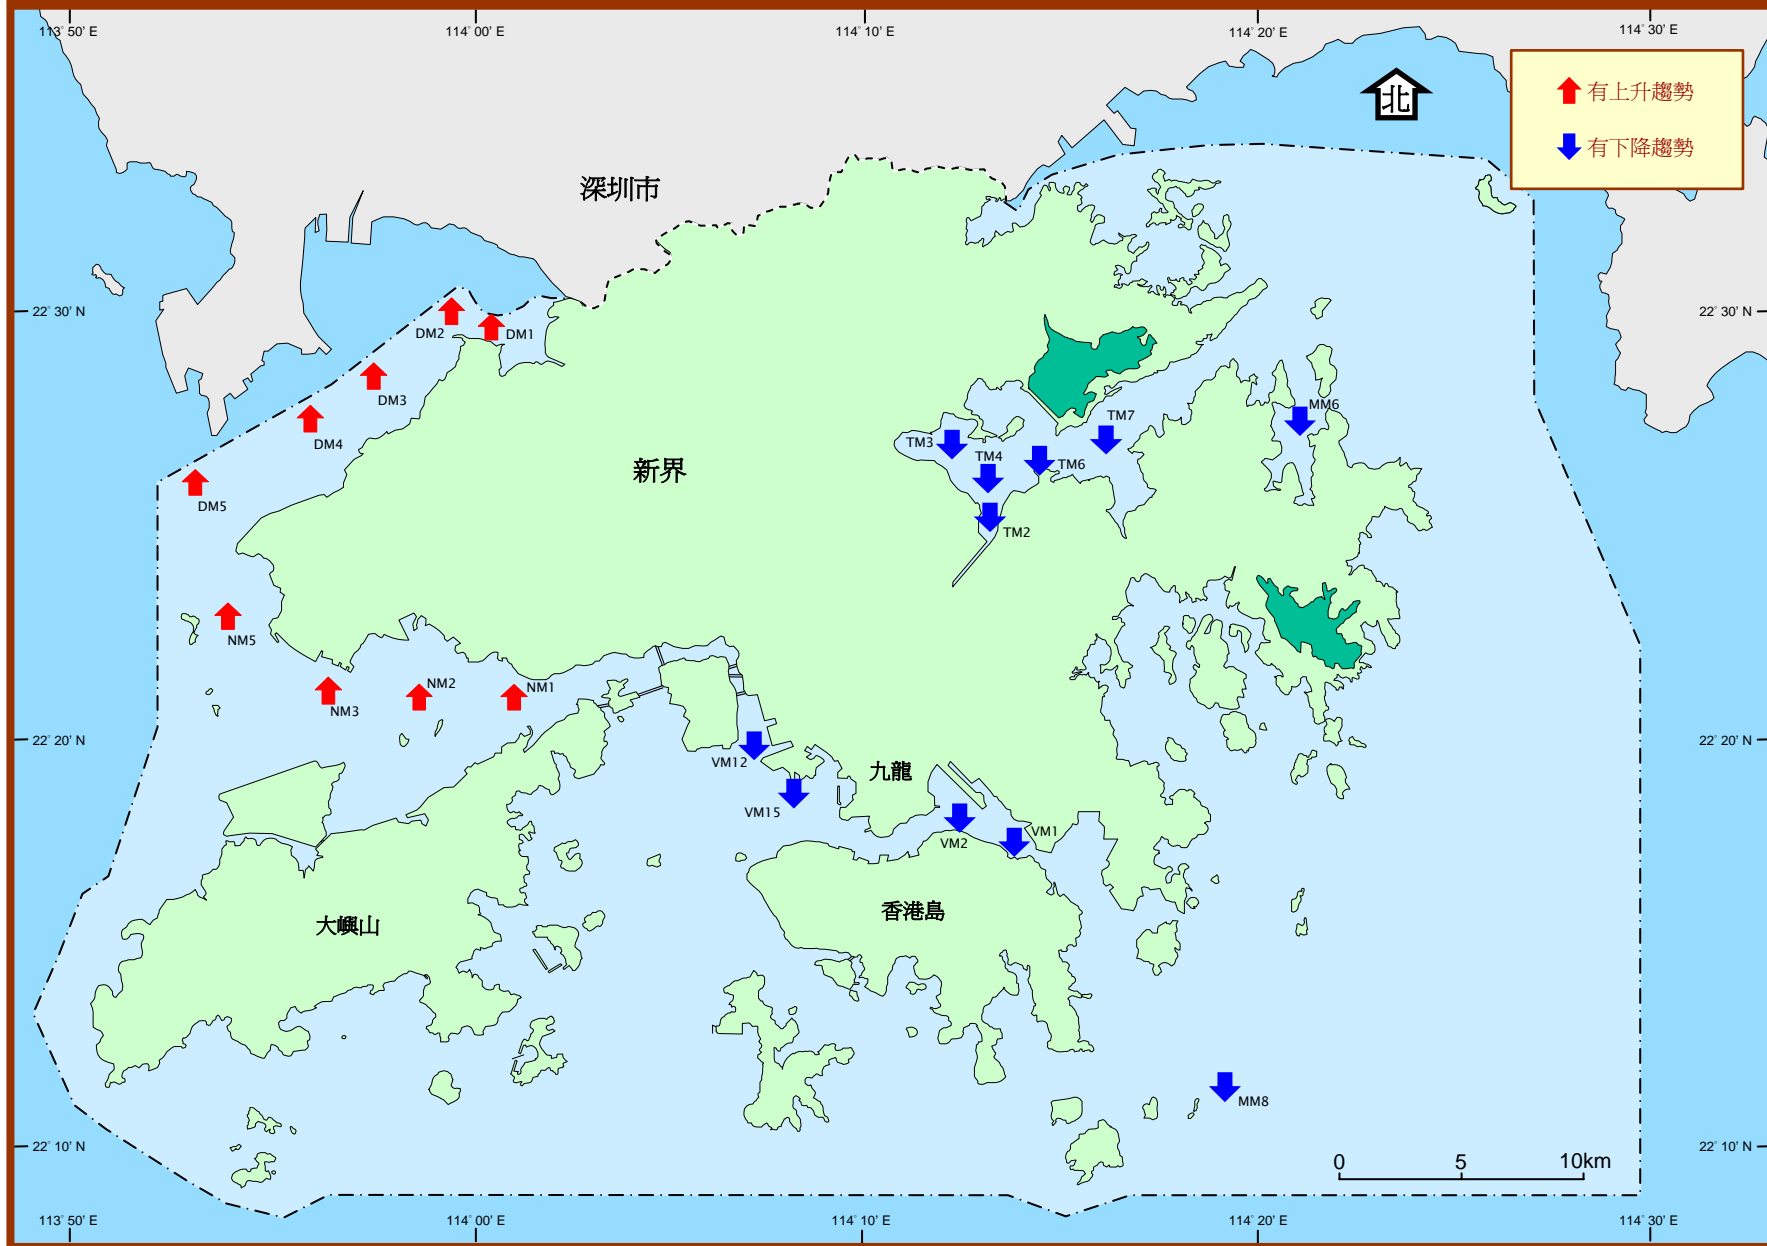 113° 50' E
114° 00' E
114° 10' E
114° 20' E
114° 30' E
北
有上升趨勢
有下降趨勢
深圳市
22° 30' N
22° 30' N
DM2
DM1
DM3
DM4
DM5
MM6
TM7
TM3
TM4
TM6
TM2
新界
NM5
NM2
NM1
NM3
22° 20' N
22° 20' N
VM12
九龍
VM15
VM2
VM1
香港島
大嶼山
MM8
22° 10' N
22° 10' N
0 5 10km
113° 50' E
114° 00' E
114° 10' E
114° 20' E
114° 30' E